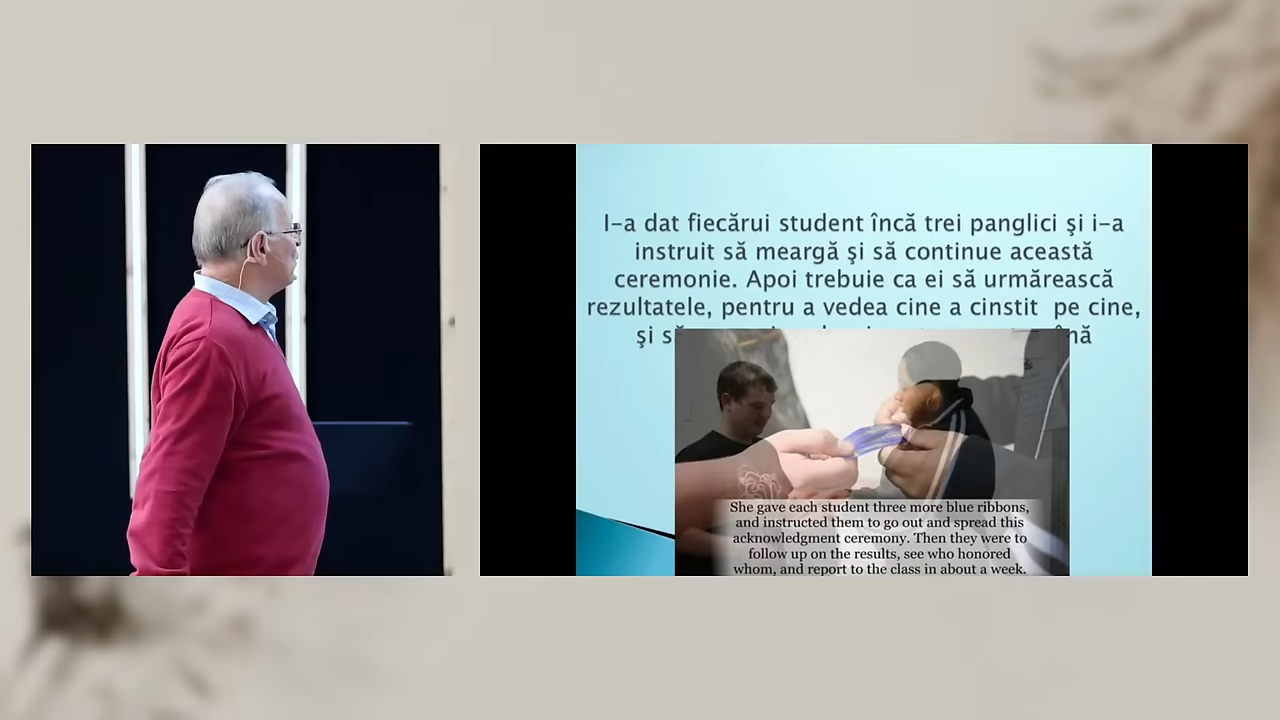 I-a dat fiecărui student încă trei panglici şi i-a
instruit să meargă şi să continue această
ceremonie. Apoi trebuie ca ei să urmărească
rezultatele, pentru a vedea cine a cinstit pe cine,
şi
She gave each student three more blue ribbons,
and instructed them to go out and spread this
acknowledgment ceremony. Then they were to
follow up on the results, see who honored
whom, and report to the class in about a week.